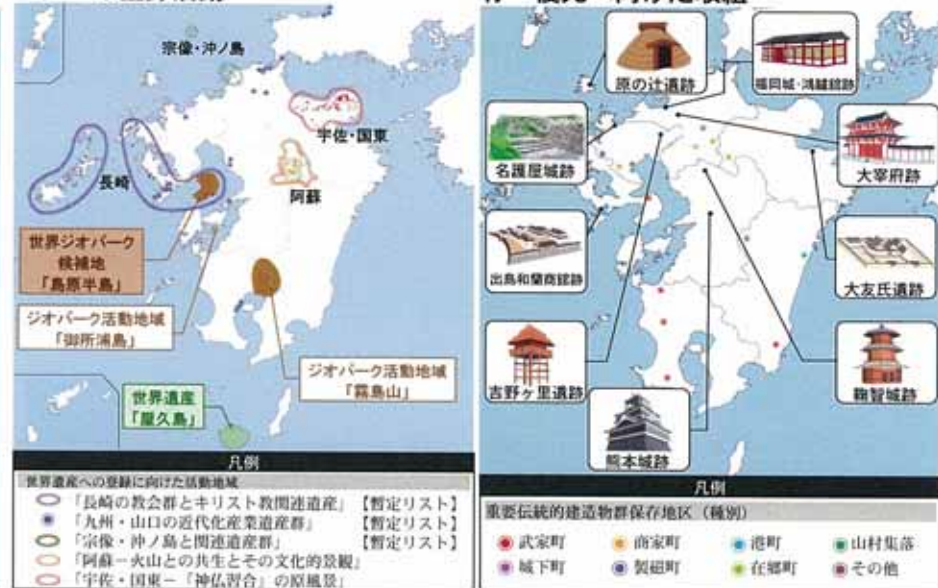 宗像・沖ノ島
宇佐・国東
長崎
阿蘇
世界ジオパーク
候補地
「島原半島」
ジオパーク活動地域
「御所浦島」
ジオパーク活動地域
「霧島山」
世界遺産
「屋久島」
凡例
世界遺産への登録に向けた活動地域
「長崎の教会群とキリスト教関連遺産」 【暫定リスト】
「九州・山口の近代化産業遺産群」 【暫定リスト】
「宗像・沖ノ島と関連遺産群」 【暫定リスト】
「阿蘇－火山との共生とその文化的景観」
「宇佐・国東－「神仏習合」の原風景」
原の辻遺跡
福岡城・鴻臚館跡
名護屋城跡
大宰府跡
出島和蘭商館跡
大友氏遺跡
吉野ヶ里遺跡
鞠智城跡
熊本城跡
凡例
重要伝統的建造物群保存地区（種別）
武家町 商家町 港町 山村集落
城下町 製磁町 在郷町 その他